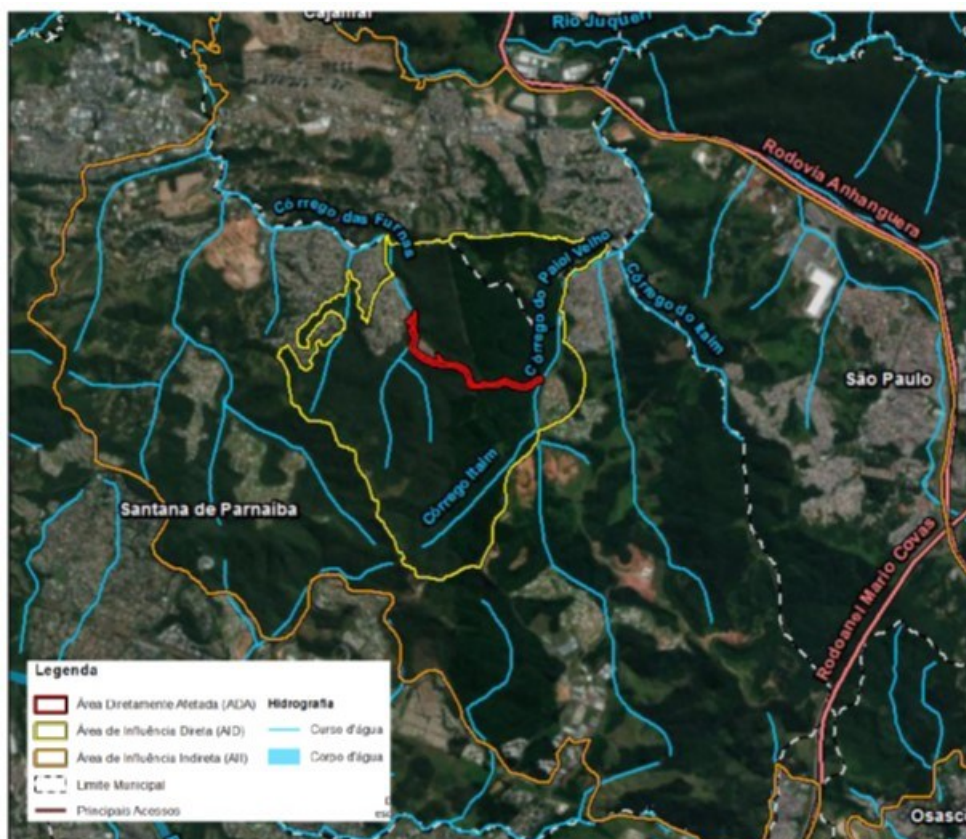 Cajamar
Rio Juqueri
Rodovia Anhanguera
Córrego das Furnas
Córrego do Paiol Velho
Córrego do Itaim
São Paulo
Córrego Itaim
Santana de Parnaíba
Rodoanel Mario Covas
Legenda
Área Diretamente Afetada (ADA)
Área de Influência Direta (AID)
Área de Influência Indireta (AII)
Limite Municipal
Principais Acessos
Hidrografia
Curso d'água
Corpo d'água
Osasco